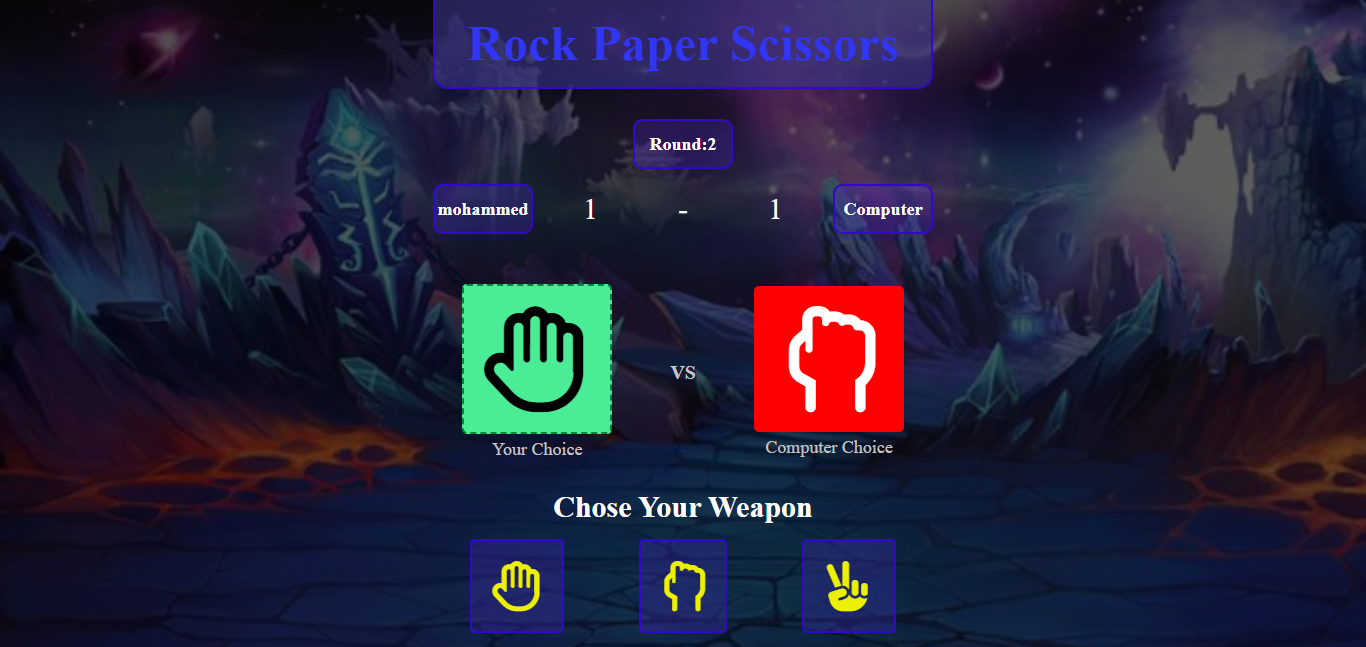 Rock Paper Scissors
Round:2
mohammed 1 - 1 Computer
VS
Your Choice Computer Choice
Chose Your Weapon